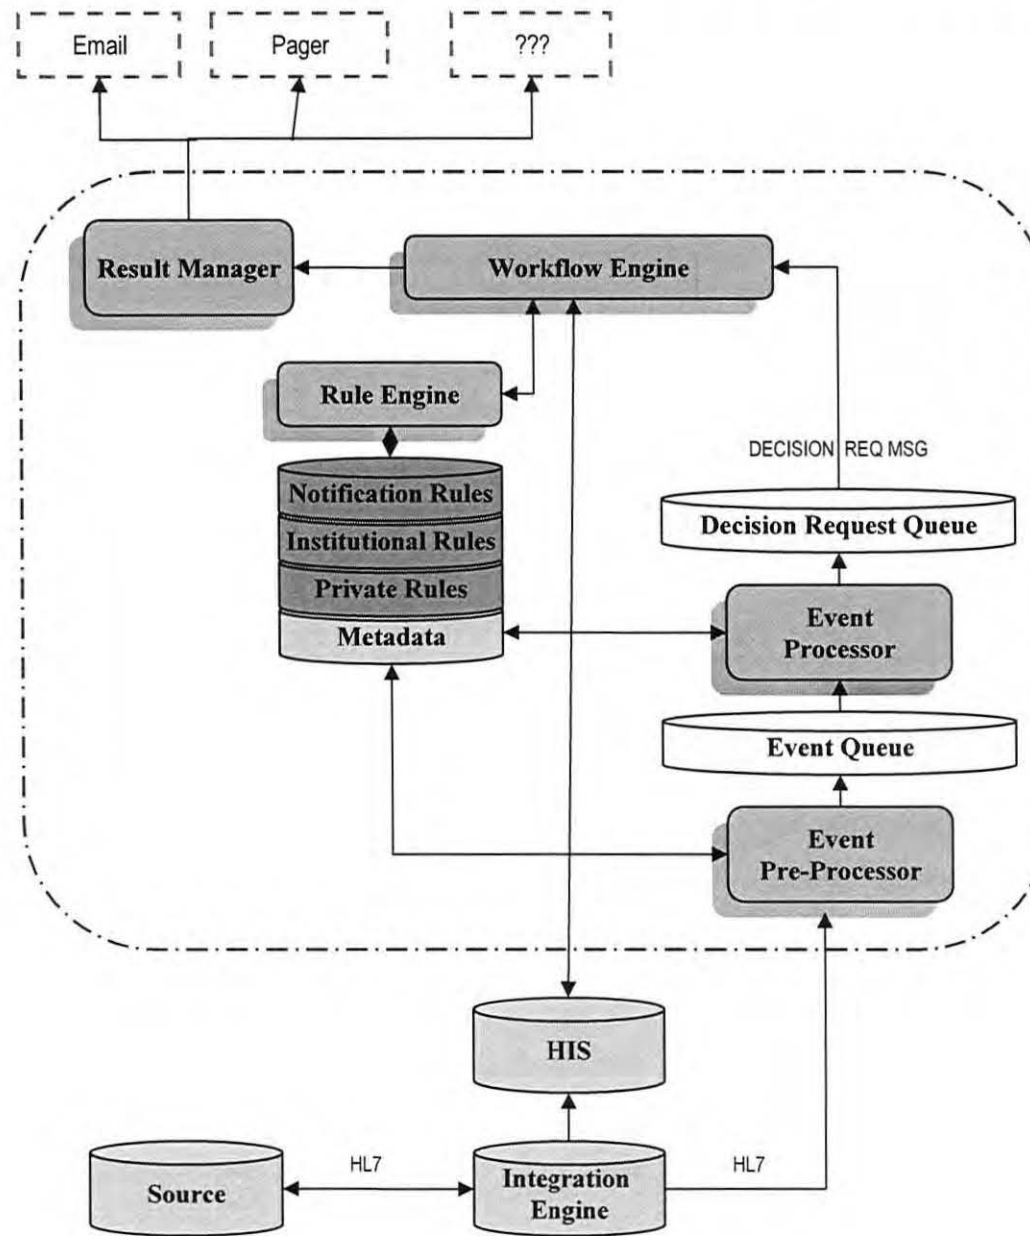 Email
Pager
???
Result Manager
Workflow Engine
Rule Engine
DECISION REQ MSG
Notification Rules
Institutional Rules
Private Rules
Metadata
Decision Request Queue
Event
Processor
Event Queue
Event
Pre-Processor
HIS
HL7
HL7
Source
Integration
Engine